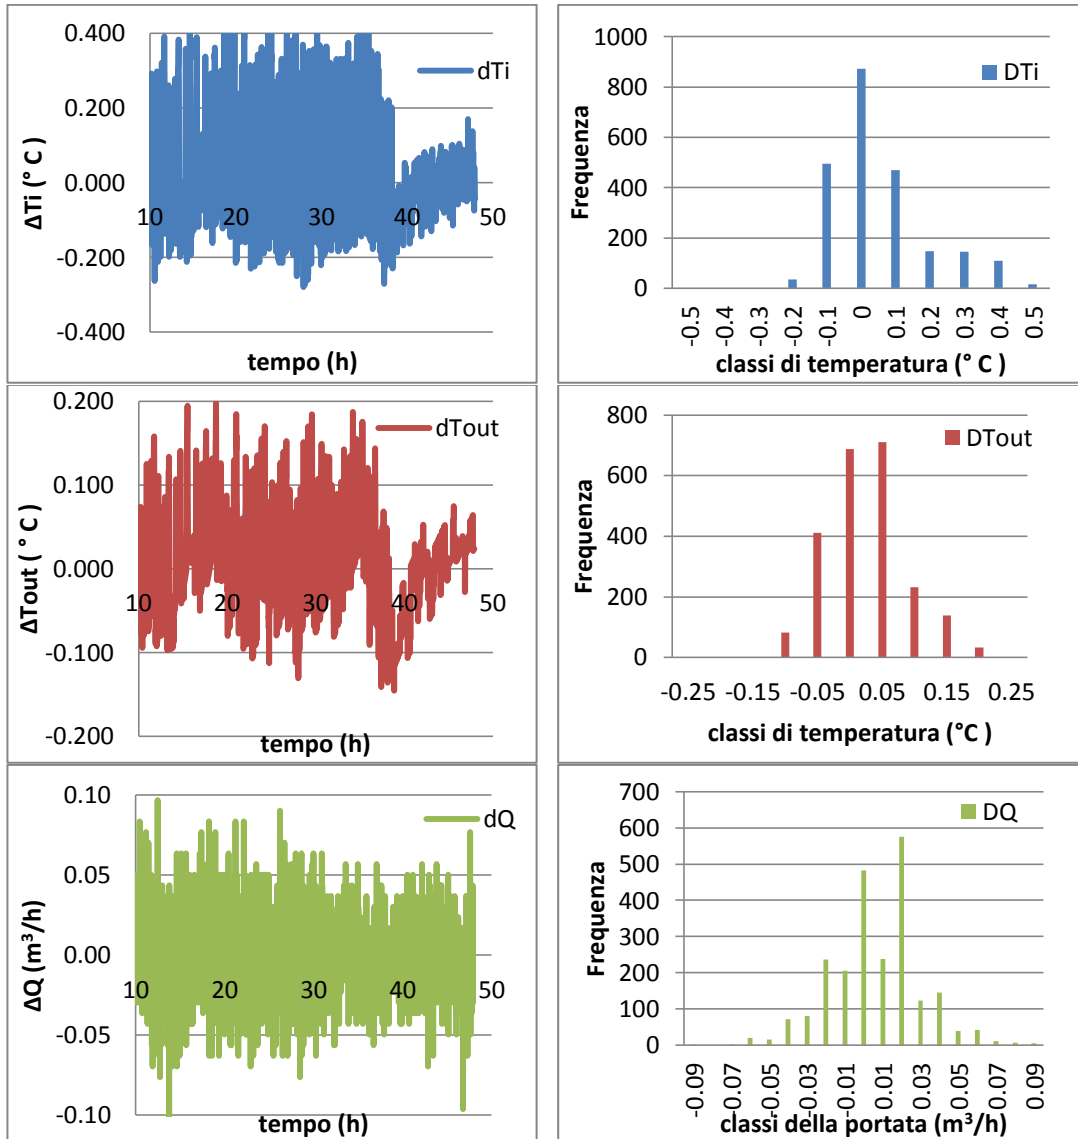 0.400
0.300
0.200
0.100
0.000
-0.200
-0.400
10 20 30 40 50
ΔTi (° C )
tempo (h)
dTi
1000
800
600
400
200
0
Frequenza
DTi
-0.5 -0.4 -0.3 -0.2 -0.1 0 0.1 0.2 0.3 0.4 0.5
classi di temperatura (° C )
0.200
0.100
0.000
-0.100
-0.200
10 20 30 40 50
ΔTout ( ° C )
tempo (h)
dTout
800
600
400
200
0
Frequenza
DTout
-0.25 -0.15 -0.05 0.05 0.15 0.25
classi di temperatura (°C )
0.10
0.05
0.00
-0.05
-0.10
10 20 30 40 50
ΔQ (m³/h)
tempo (h)
dQ
700
600
500
400
300
200
100
0
Frequenza
DQ
-0.09 -0.07 -0.05 -0.03 -0.01 0.01 0.03 0.05 0.07 0.09
classi della portata (m³/h)